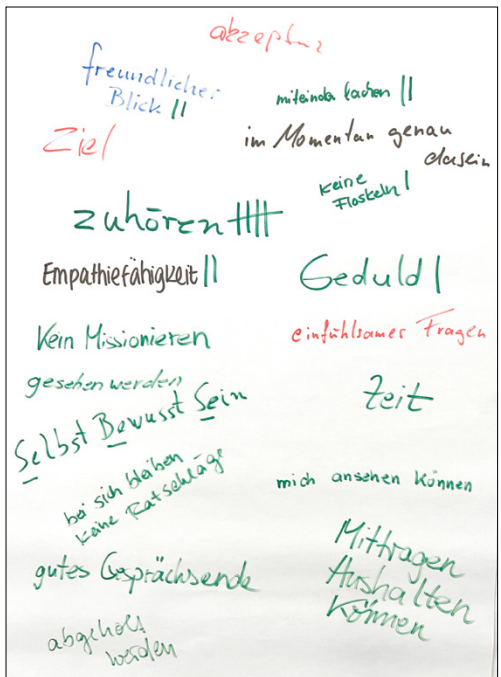 akzeptanz
freundlicher
Blick ||
miteinder lachen ||
Ziel
im Momentan genau
dasein
keine
Floskeln |
zuhören ||||
Empathiefähigkeit ||
Geduld |
Kein Missionieren
einfühlsames Fragen
gesehen werden
Selbst Bewusst Sein
Zeit
bei sich bleiben
keine Ratschläge
mich ansehen können
Mittragen
Aushalten
Können
gutes Gesprächsende
abgeholt
werden